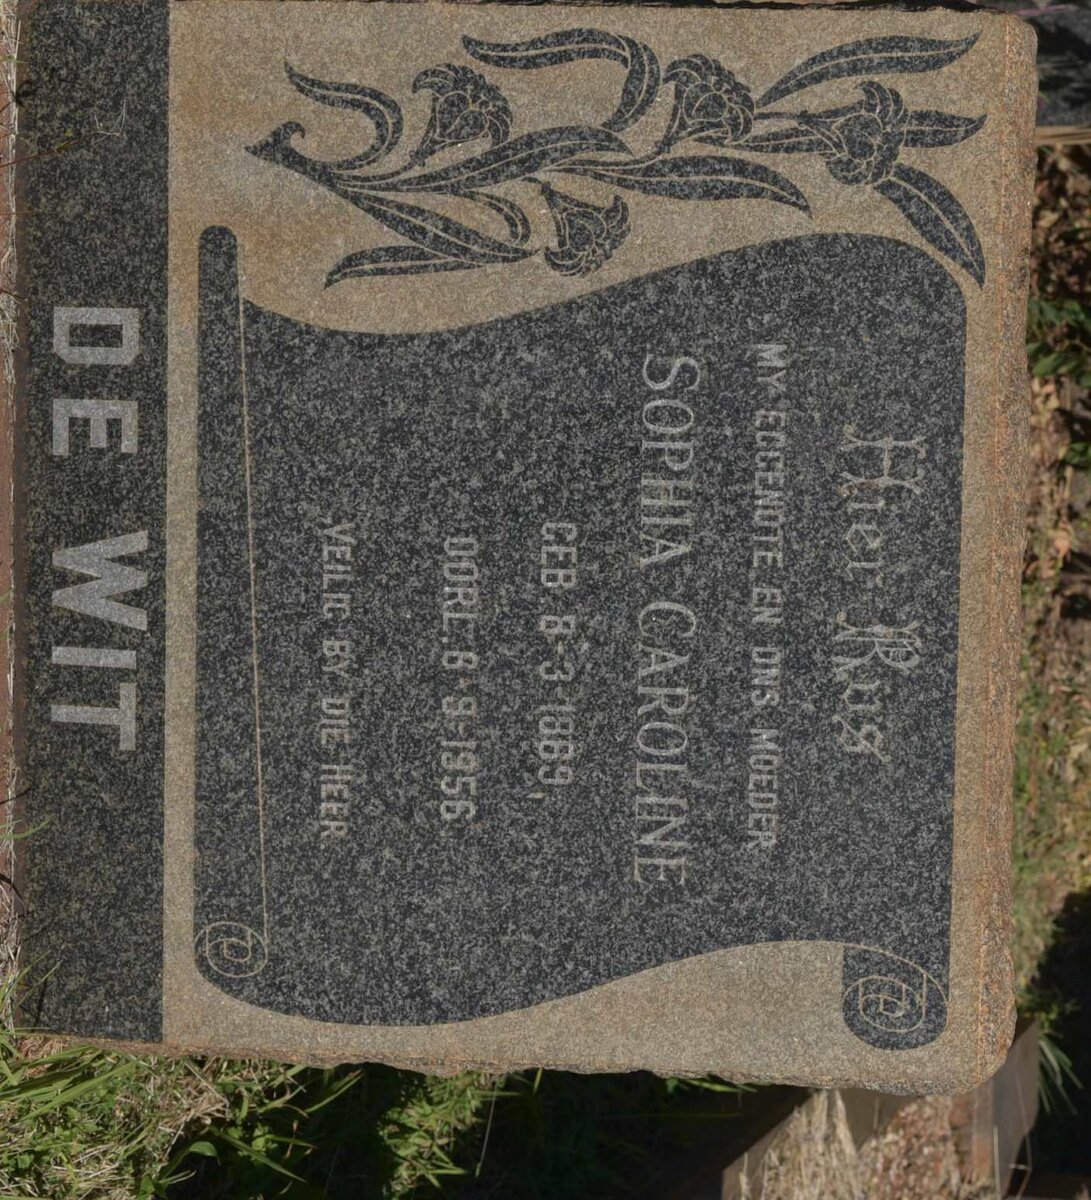 Hier Rus
MY EGGENOTE EN ONS MOEDER
SOPHIA CAROLINE
GEB. 8-3-1889,
OORL. 6-9-1956.
VEILIG BY DIE HEER
DE WIT